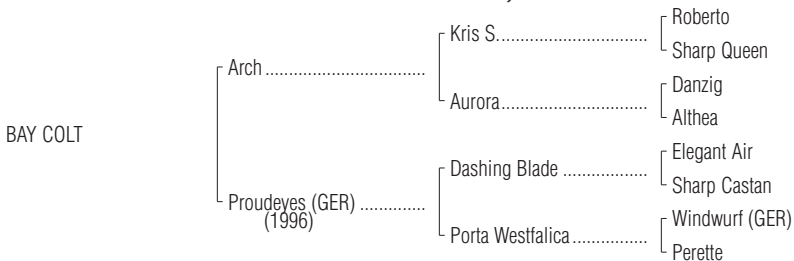 Roberto
Kris S.
Sharp Queen
Arch
Danzig
Aurora
Althea
BAY COLT
Elegant Air
Dashing Blade
Sharp Castan
Proudeyes (GER)
(1996)
Windwurf (GER)
Porta Westfalica
Perette